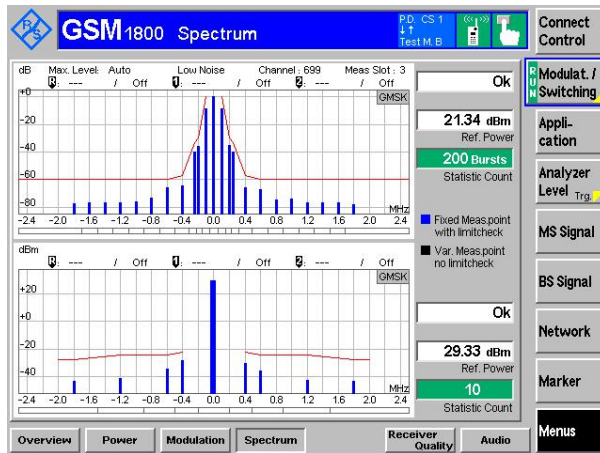 R S
GSM 1800 Spectrum
P.D. CS 1
Test M. B
Connect
Control
dB Max. Level: Auto Low Noise Channel : 699 Meas Slot : 3
R : --- / Off 1 : --- / Off 2 : --- / Off
GMSK
+0
-20
-40
-60
-80
MHz
-2.4 -2.0 -1.6 -1.2 -0.8 -0.4 0.0 0.4 0.8 1.2 1.6 2.0 2.4
Ok
21.34 dBm
Ref. Power
200 Bursts
Statistic Count
Fixed Meas.point
with limitcheck
Var. Meas.point
no limitcheck
dBm
R : --- / Off 1 : --- / Off 2 : --- / Off
GMSK
+20
+0
-20
-40
MHz
-2.4 -2.0 -1.6 -1.2 -0.8 -0.4 0.0 0.4 0.8 1.2 1.6 2.0 2.4
Ok
29.33 dBm
Ref. Power
10
Statistic Count
RUN
Modulat. /
Switching
Appli-
cation
Analyzer
Level Trg.
MS Signal
BS Signal
Network
Marker
Menus
Overview
Power
Modulation
Spectrum
Receiver
Quality
Audio